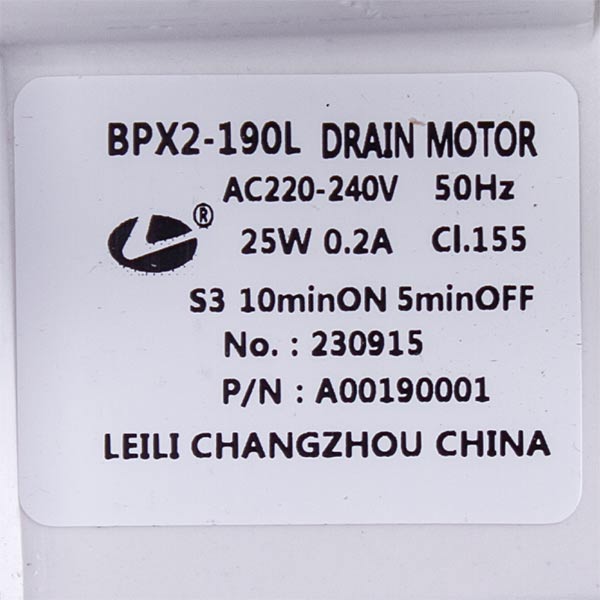 BPX2-190L DRAIN MOTOR
AC220-240V 50Hz
®
25W 0.2A Cl.155
S3 10minON 5minOFF
No. : 230915
P/N : A00190001
LEILI CHANGZHOU CHINA